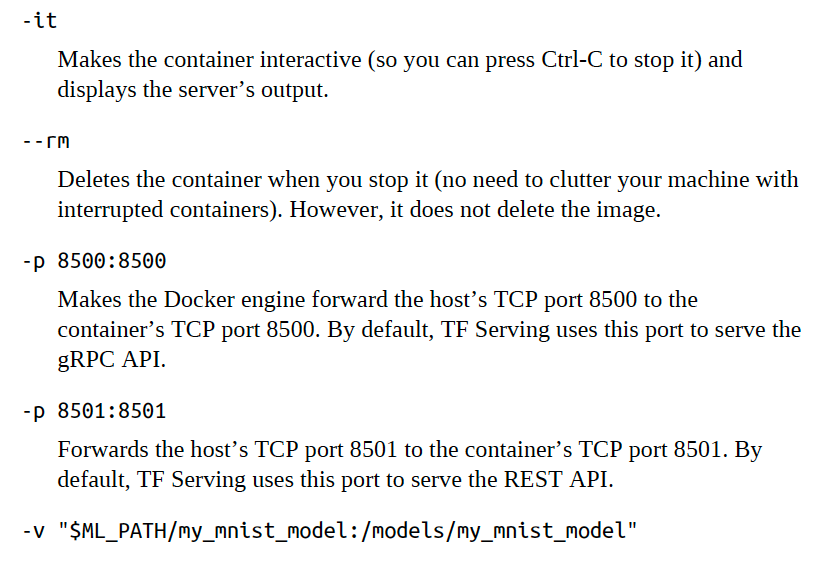 -it
Makes the container interactive (so you can press Ctrl-C to stop it) and
displays the server’s output.
--rm
Deletes the container when you stop it (no need to clutter your machine with
interrupted containers). However, it does not delete the image.
-p 8500:8500
Makes the Docker engine forward the host’s TCP port 8500 to the
container’s TCP port 8500. By default, TF Serving uses this port to serve the
gRPC API.
-p 8501:8501
Forwards the host’s TCP port 8501 to the container’s TCP port 8501. By
default, TF Serving uses this port to serve the REST API.
-v "$ML_PATH/my_mnist_model:/models/my_mnist_model"